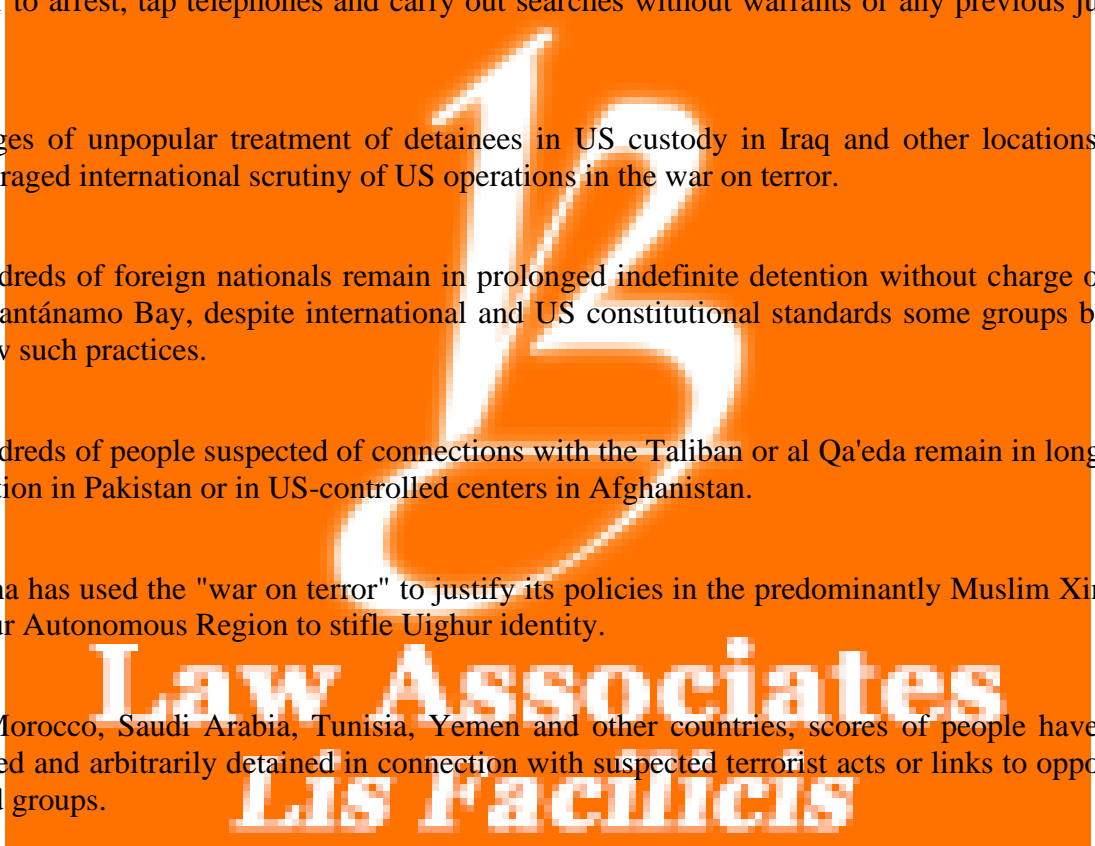 to arrest, tap telephones and carry out searches without warrants or any previous ju
ges of unpopular treatment of detainees in US custody in Iraq and other locations
raged international scrutiny of US operations in the war on terror.
dreds of foreign nationals remain in prolonged indefinite detention without charge o
antánamo Bay, despite international and US constitutional standards some groups b
w such practices.
dreds of people suspected of connections with the Taliban or al Qa'eda remain in long
tion in Pakistan or in US-controlled centers in Afghanistan.
na has used the "war on terror" to justify its policies in the predominantly Muslim Xin
ur Autonomous Region to stifle Uighur identity.
Law Associates
Morocco, Saudi Arabia, Tunisia, Yemen and other countries, scores of people have
ed and arbitrarily detained in connection with suspected terrorist acts or links to oppo
d groups.
Lis Facilicis